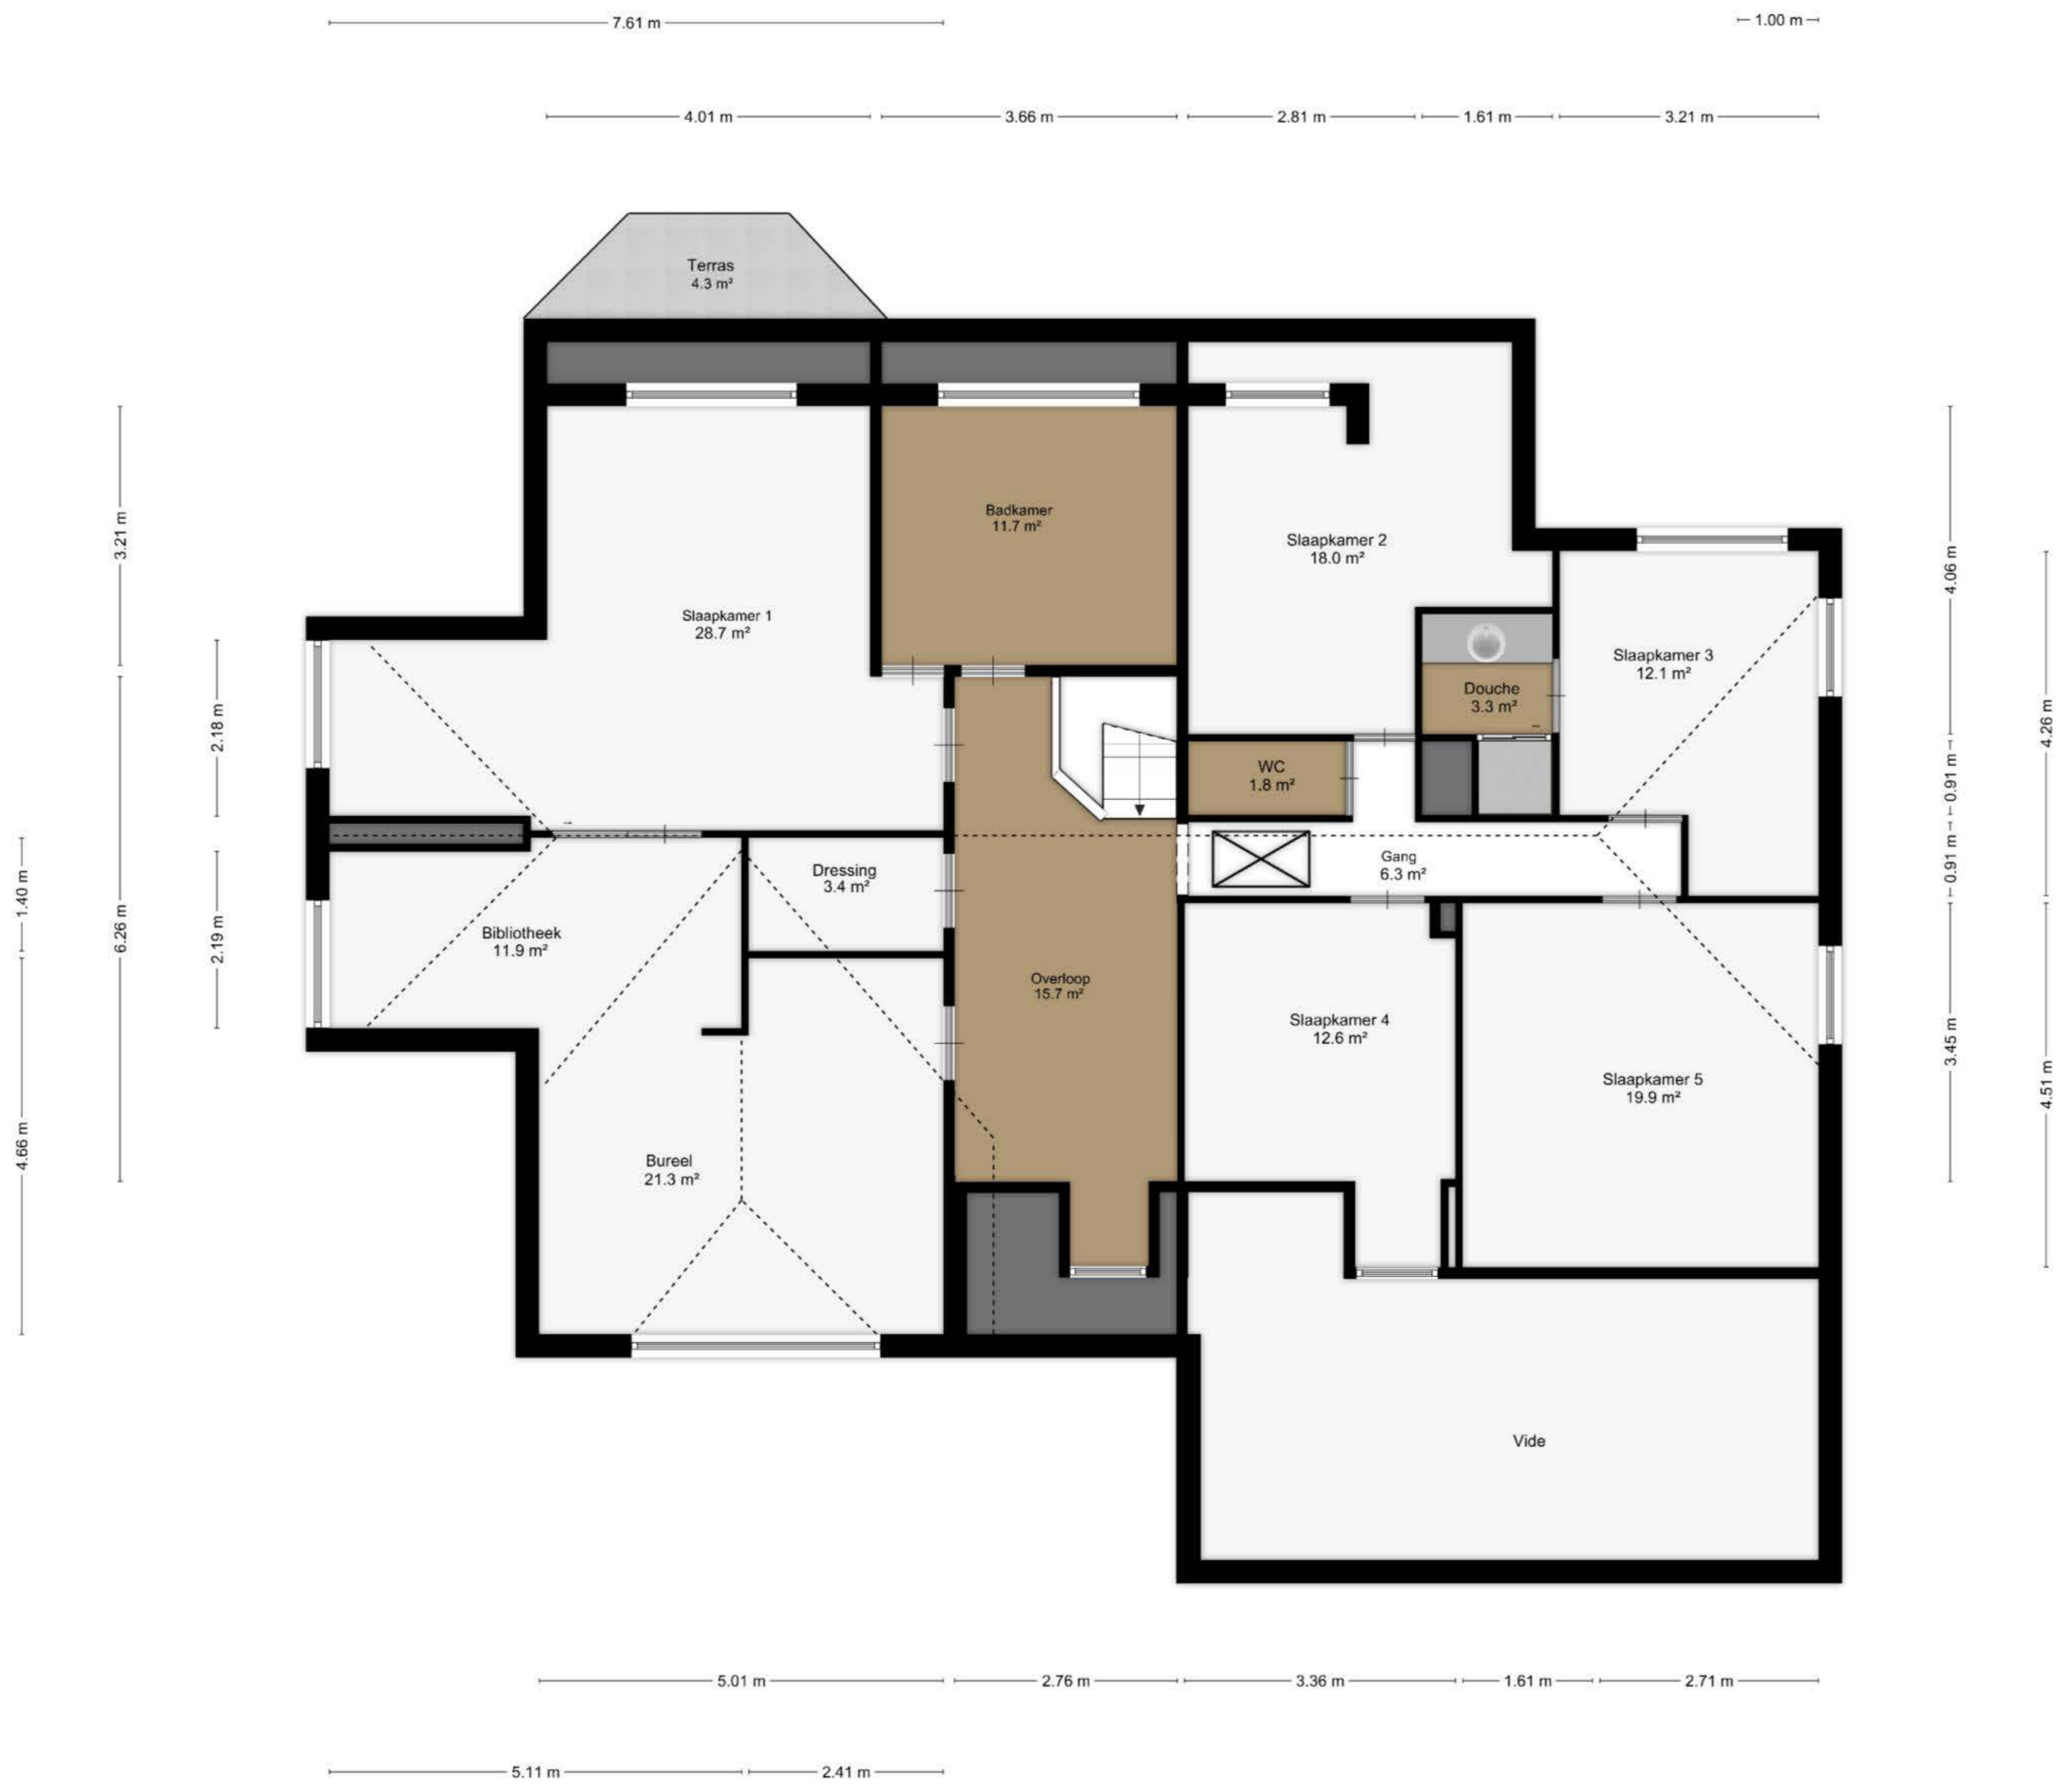 7.61 m
1.00 m
4.01 m
3.66 m
2.81 m
1.61 m
3.21 m
Terras
4.3 m²
3.21 m
6.26 m
2.18 m
2.19 m
1.40 m
4.66 m
Slaapkamer 1
28.7 m²
Badkamer
11.7 m²
Slaapkamer 2
18.0 m²
Slaapkamer 3
12.1 m²
Douche
3.3 m²
WC
1.8 m²
Gang
6.3 m²
Dressing
3.4 m²
Bibliotheek
11.9 m²
Overloop
15.7 m²
Slaapkamer 4
12.6 m²
Slaapkamer 5
19.9 m²
Bureel
21.3 m²
Vide
4.06 m
0.91 m
0.91 m
3.45 m
4.26 m
4.51 m
5.01 m
2.76 m
3.36 m
1.61 m
2.71 m
5.11 m
2.41 m